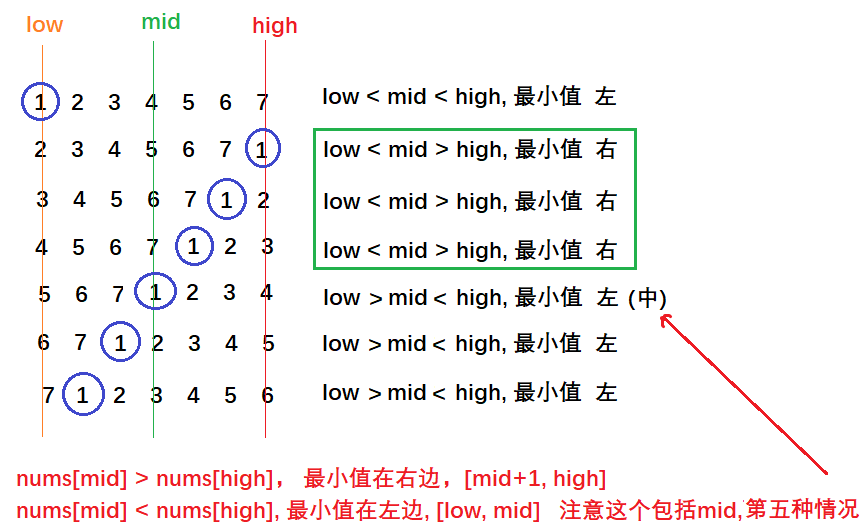 low mid high
1 2 3 4 5 6 7 low < mid < high, 最小值 左
2 3 4 5 6 7 1 low < mid > high, 最小值 右
3 4 5 6 7 1 2 low < mid > high, 最小值 右
4 5 6 7 1 2 3 low < mid > high, 最小值 右
5 6 7 1 2 3 4 low > mid < high, 最小值 左 (中)
6 7 1 2 3 4 5 low > mid < high, 最小值 左
7 1 2 3 4 5 6 low > mid < high, 最小值 左
nums[mid] > nums[high]， 最小值在右边，[mid+1, high]
nums[mid] < nums[high], 最小值在左边, [low, mid] 注意这个包括mid,第五种情况